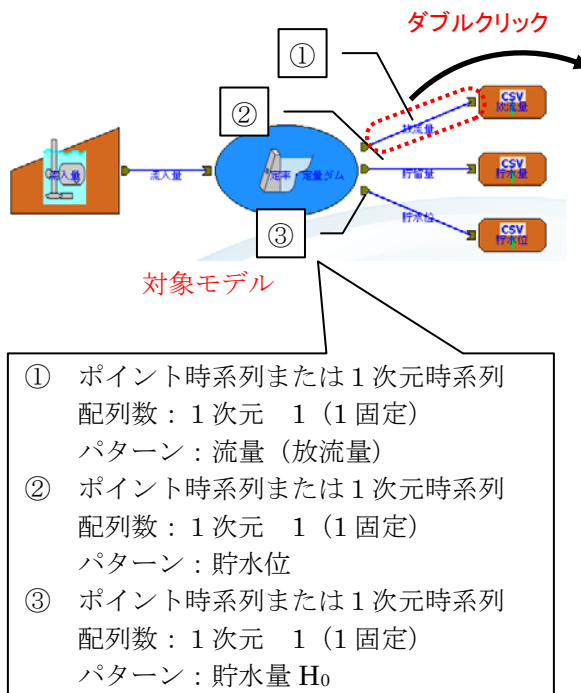 ダブルクリック
①
CSV
放流量
放流量
②
流入量
流入量
定率・定量ダム
貯留量
CSV
貯水量
③
貯水位
CSV
貯水位
対象モデル
① ポイント時系列または1次元時系列
配列数：1次元 1（1固定）
パターン：流量（放流量）
② ポイント時系列または1次元時系列
配列数：1次元 1（1固定）
パターン：貯水位
③ ポイント時系列または1次元時系列
配列数：1次元 1（1固定）
パターン：貯水量 H₀